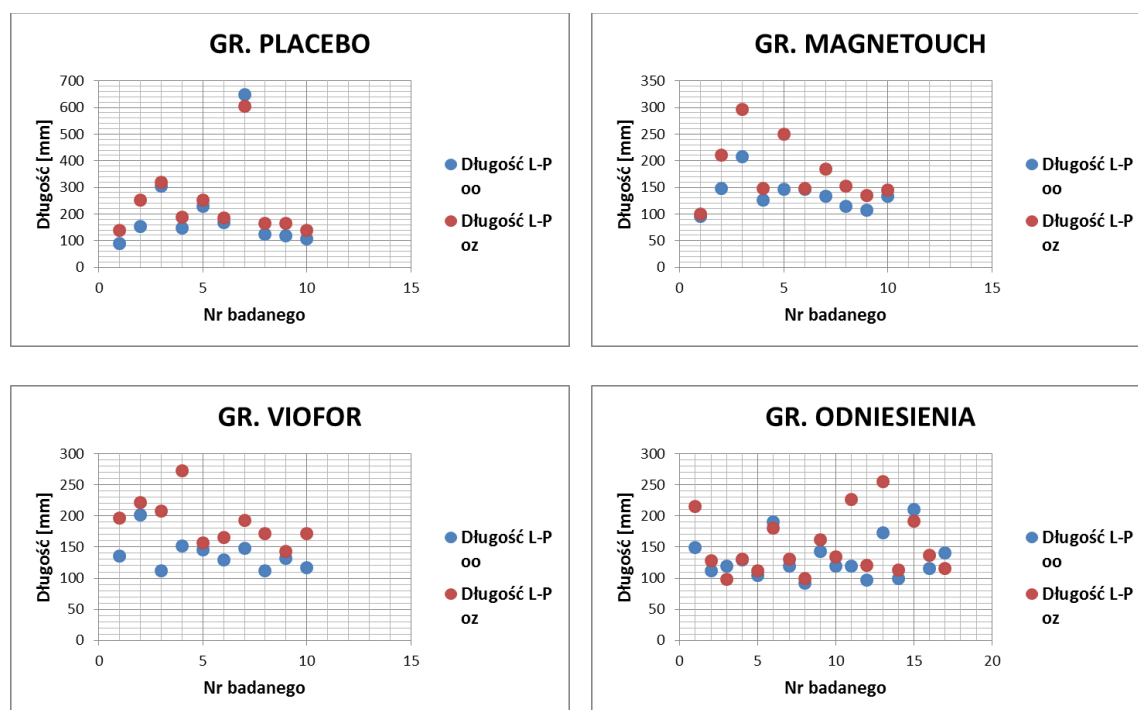 GR. PLACEBO
Długość [mm]
700
600
500
400
300
200
100
0
0 5 10 15
Nr badanego
Długość L-P
oo
Długość L-P
oz
GR. MAGNETOUCH
Długość [mm]
350
300
250
200
150
100
50
0
0 5 10 15
Nr badanego
Długość L-P
oo
Długość L-P
oz
GR. VIOFOR
Długość [mm]
300
250
200
150
100
50
0
0 5 10 15
Nr badanego
Długość L-P
oo
Długość L-P
oz
GR. ODNIESIENIA
Długość [mm]
300
250
200
150
100
50
0
0 5 10 15 20
Nr badanego
Długość L-P
oo
Długość L-P
oz